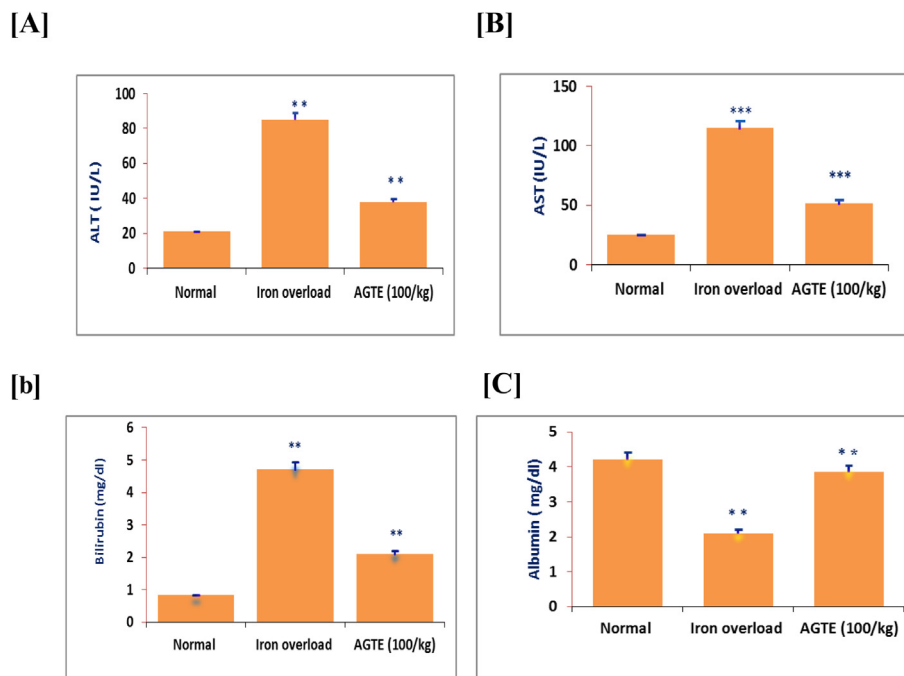 [A]
ALT ( IU/L)
100
80
60
40
20
0
**
**
Normal Iron overload AGTE (100/kg)
[B]
AST (IU/L)
150
100
50
0
***
***
Normal Iron overload AGTE (100/kg)
[b]
Bilirubin (mg/dl)
6
5
4
3
2
1
0
**
**
Normal Iron overload AGTE (100/kg)
[C]
Albumin ( mg/dl)
5
4
3
2
1
0
* *
* *
Normal Iron overload AGTE (100/kg)